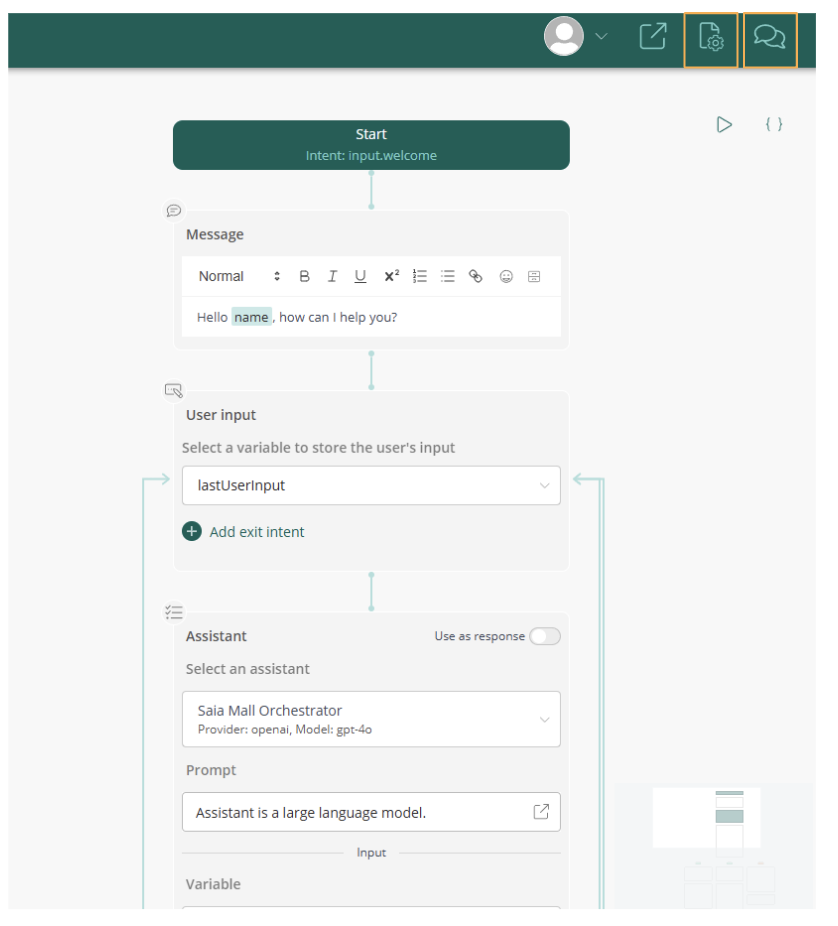 Start
Intent: input.welcome
{ }
Message
Normal B I U X² 
Hello name , how can I help you?
User input
Select a variable to store the user's input
lastUserInput
+ Add exit intent
Assistant Use as response
Select an assistant
Saia Mall Orchestrator
Provider: openai, Model: gpt-4o
Prompt
Assistant is a large language model.
Input
Variable